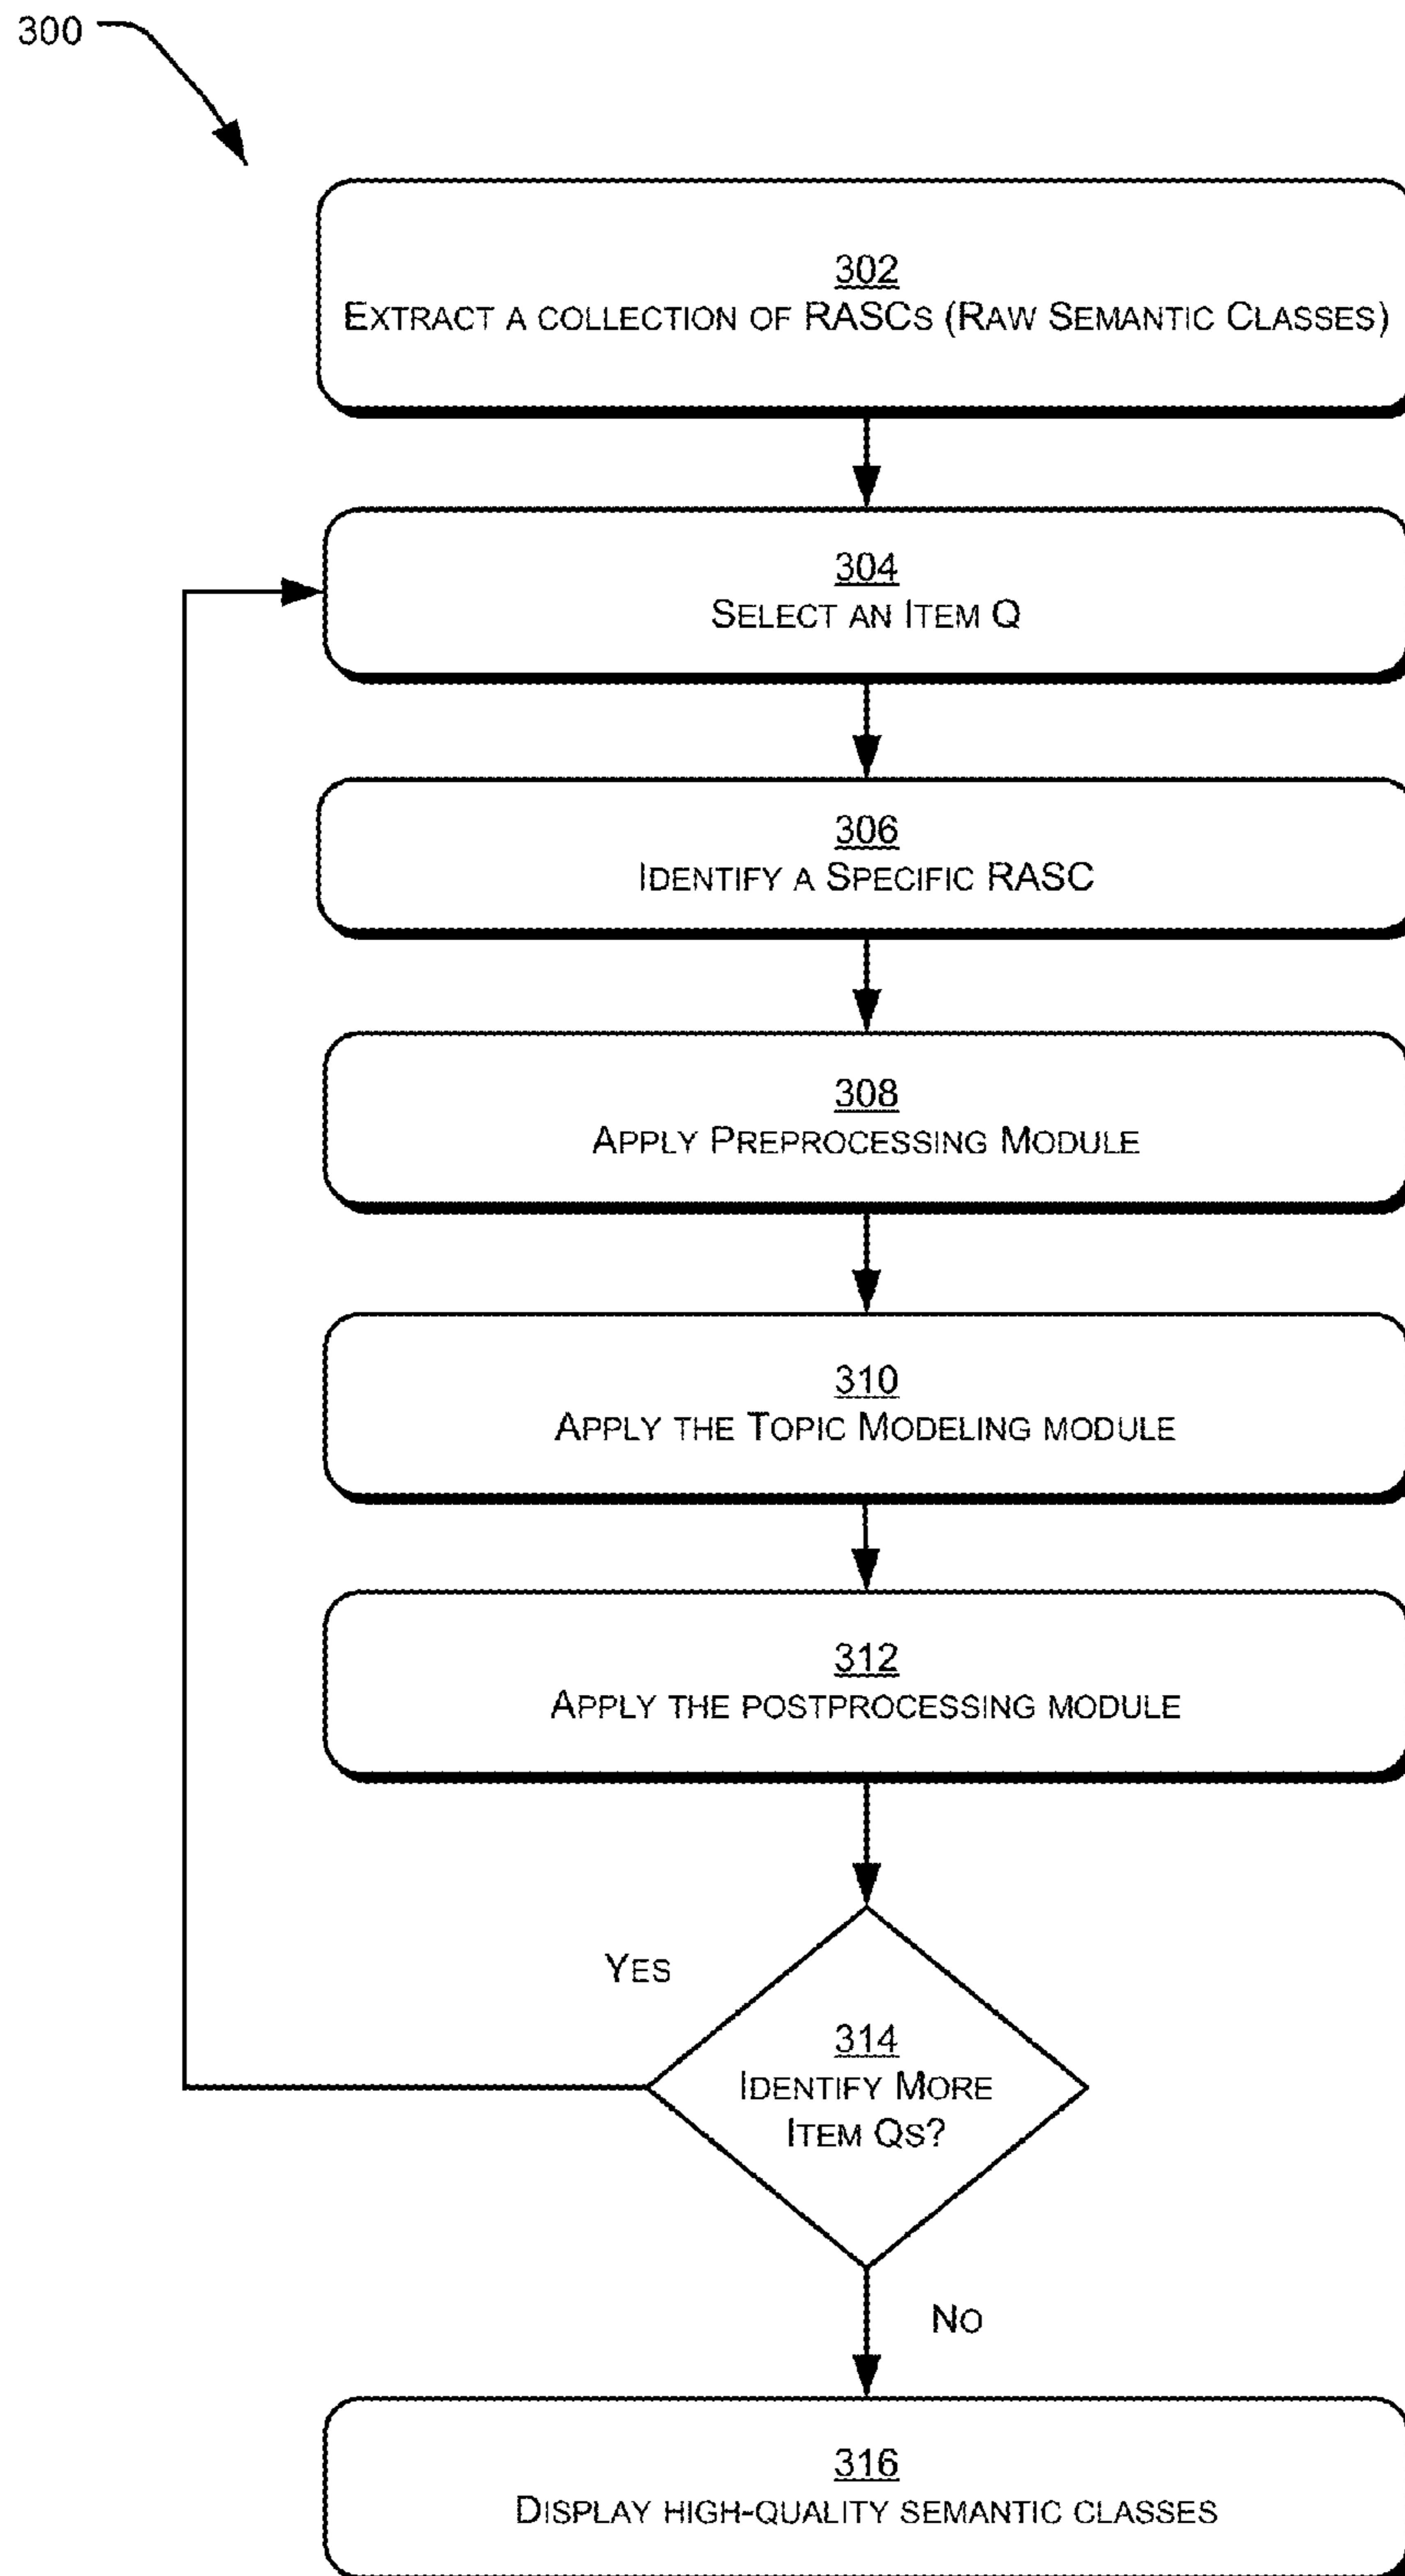 300
302
EXTRACT A COLLECTION OF RASCS (RAW SEMANTIC CLASSES)
304
SELECT AN ITEM Q
306
IDENTIFY A SPECIFIC RASC
308
APPLY PREPROCESSING MODULE
310
APPLY THE TOPIC MODELING MODULE
312
APPLY THE POSTPROCESSING MODULE
YES
314
IDENTIFY MORE
ITEM QS?
NO
316
DISPLAY HIGH-QUALITY SEMANTIC CLASSES